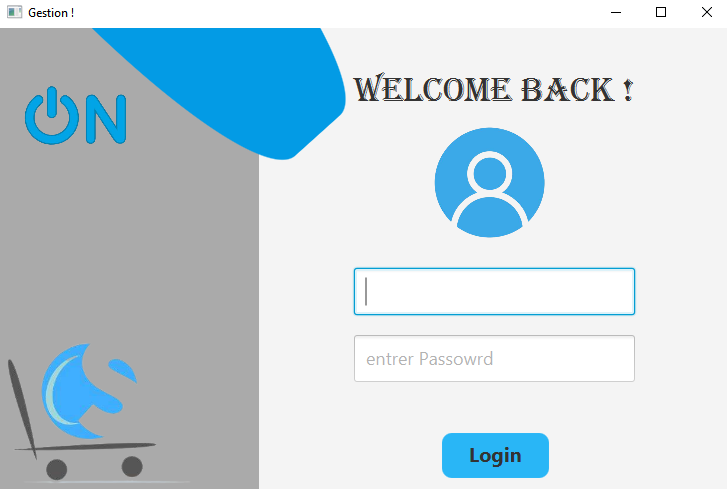 Gestion !
ON
WELCOME BACK !
entrer Passowrd
Login